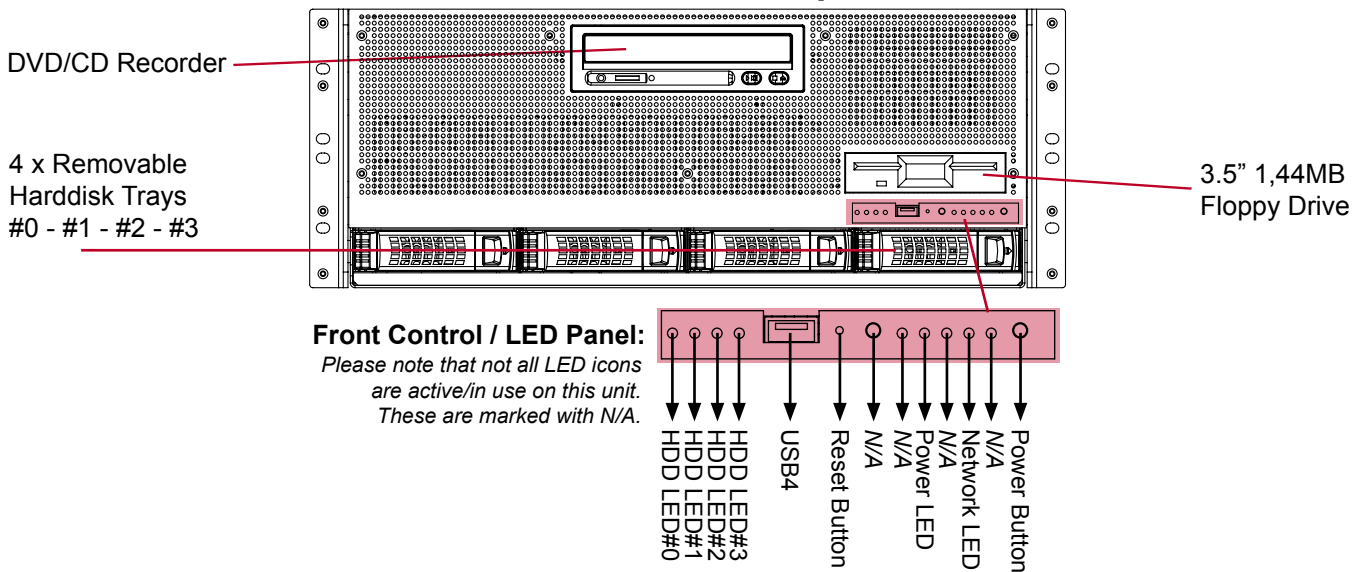 DVD/CD Recorder
4 x Removable
Harddisk Trays
#0 - #1 - #2 - #3
3.5” 1,44MB
Floppy Drive
Front Control / LED Panel:
Please note that not all LED icons
are active/in use on this unit.
These are marked with N/A.
HDD LED#0
HDD LED#1
HDD LED#2
HDD LED#3
USB4
Reset Button
N/A
N/A
Power LED
N/A
Network LED
N/A
Power Button